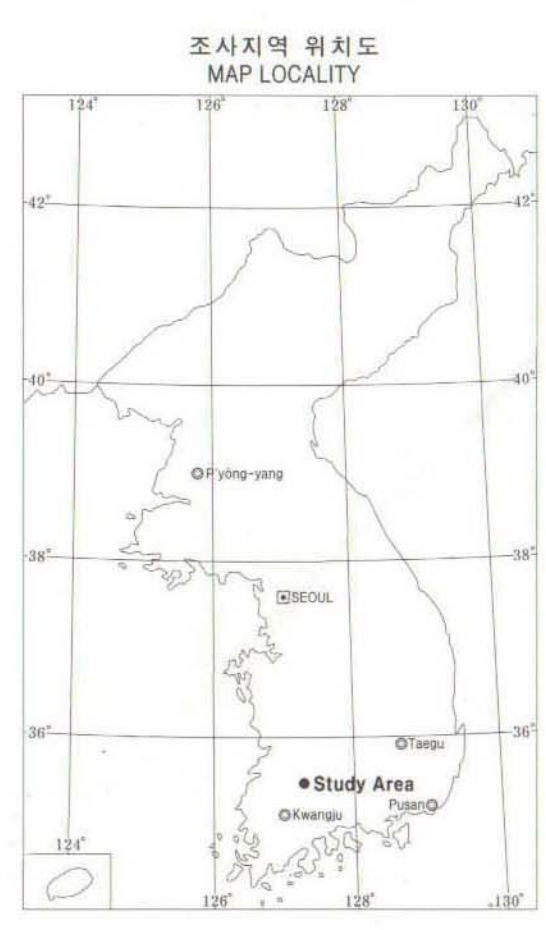 조사지역 위치도
MAP LOCALITY
124° 126° 128° 130°
42° 42°
40° 40°
P'yŏng-yang
38° 38°
SEOUL
36° 36°
Taegu
Study Area
Pusan
Kwangju
124°
126° 128° 130°